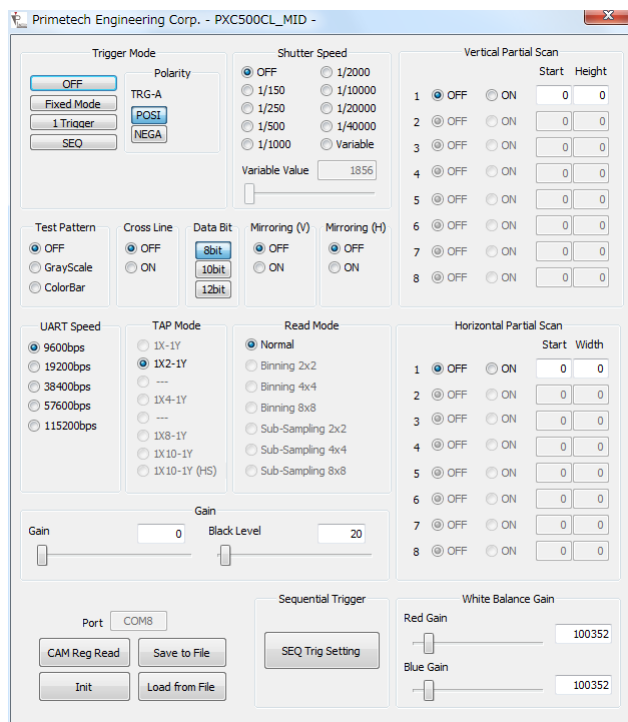 Primetech Engineering Corp. - PXC500CL_MID -
Trigger Mode
OFF
Fixed Mode
1 Trigger
SEQ
Polarity
TRG-A
POSI
NEGA
Shutter Speed
OFF 1/2000
1/150 1/10000
1/250 1/20000
1/500 1/40000
1/1000 Variable
Variable Value 1856
Vertical Partial Scan
Start Height
1 OFF ON 0 0
2 OFF ON 0 0
3 OFF ON 0 0
4 OFF ON 0 0
5 OFF ON 0 0
6 OFF ON 0 0
7 OFF ON 0 0
8 OFF ON 0 0
Test Pattern
OFF
GrayScale
ColorBar
Cross Line
OFF
ON
Data Bit
8bit
10bit
12bit
Mirroring (V)
OFF
ON
Mirroring (H)
OFF
ON
UART Speed
9600bps
19200bps
38400bps
57600bps
115200bps
TAP Mode
1X-1Y
1X2-1Y
---
1X4-1Y
---
1X8-1Y
1X10-1Y
1X10-1Y (HS)
Read Mode
Normal
Binning 2x2
Binning 4x4
Binning 8x8
Sub-Sampling 2x2
Sub-Sampling 4x4
Sub-Sampling 8x8
Horizontal Partial Scan
Start Width
1 OFF ON 0 0
2 OFF ON 0 0
3 OFF ON 0 0
4 OFF ON 0 0
5 OFF ON 0 0
6 OFF ON 0 0
7 OFF ON 0 0
8 OFF ON 0 0
Gain
Gain 0 Black Level 20
Port COM8
CAM Reg Read Save to File
Init Load from File
Sequential Trigger
SEQ Trig Setting
White Balance Gain
Red Gain
100352
Blue Gain
100352